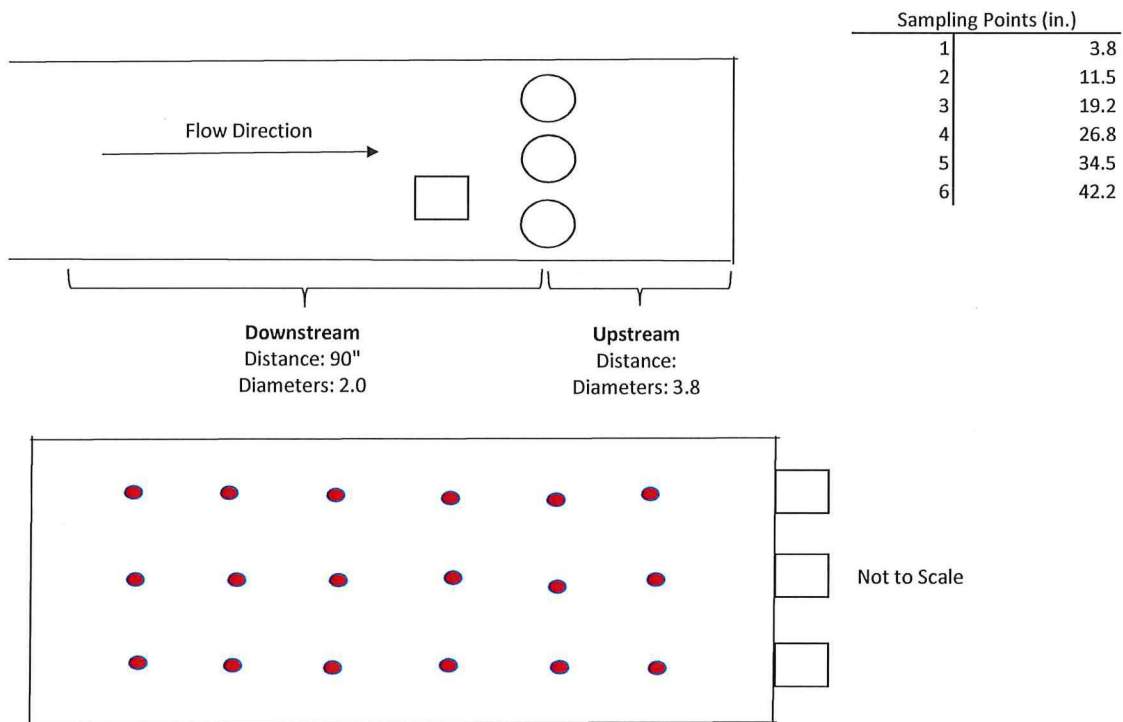 Sampling Points (in.)
1 3.8
2 11.5
3 19.2
4 26.8
5 34.5
6 42.2
Flow Direction
Downstream
Distance: 90"
Diameters: 2.0
Upstream
Distance:
Diameters: 3.8
Not to Scale